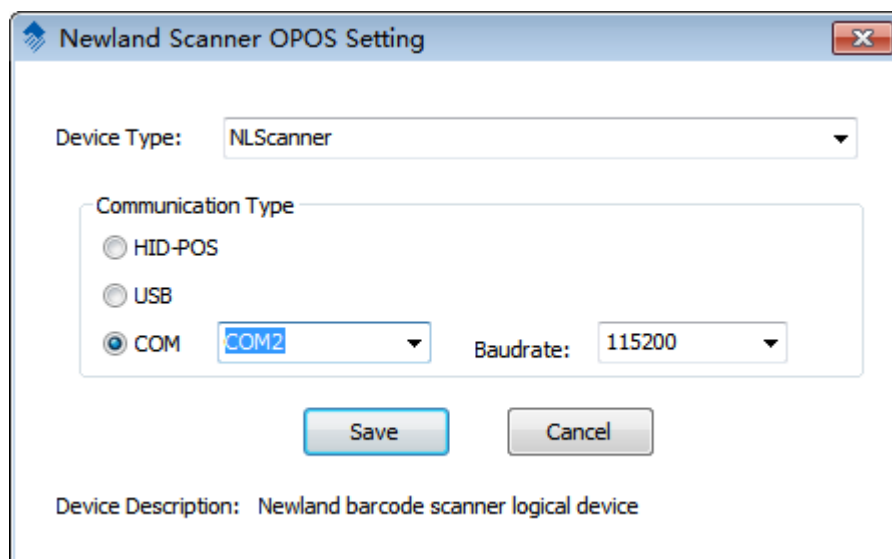 Newland Scanner OPOS Setting
Device Type: NLScanner
Communication Type
HID-POS
USB
COM COM2 Baudrate: 115200
Save Cancel
Device Description: Newland barcode scanner logical device